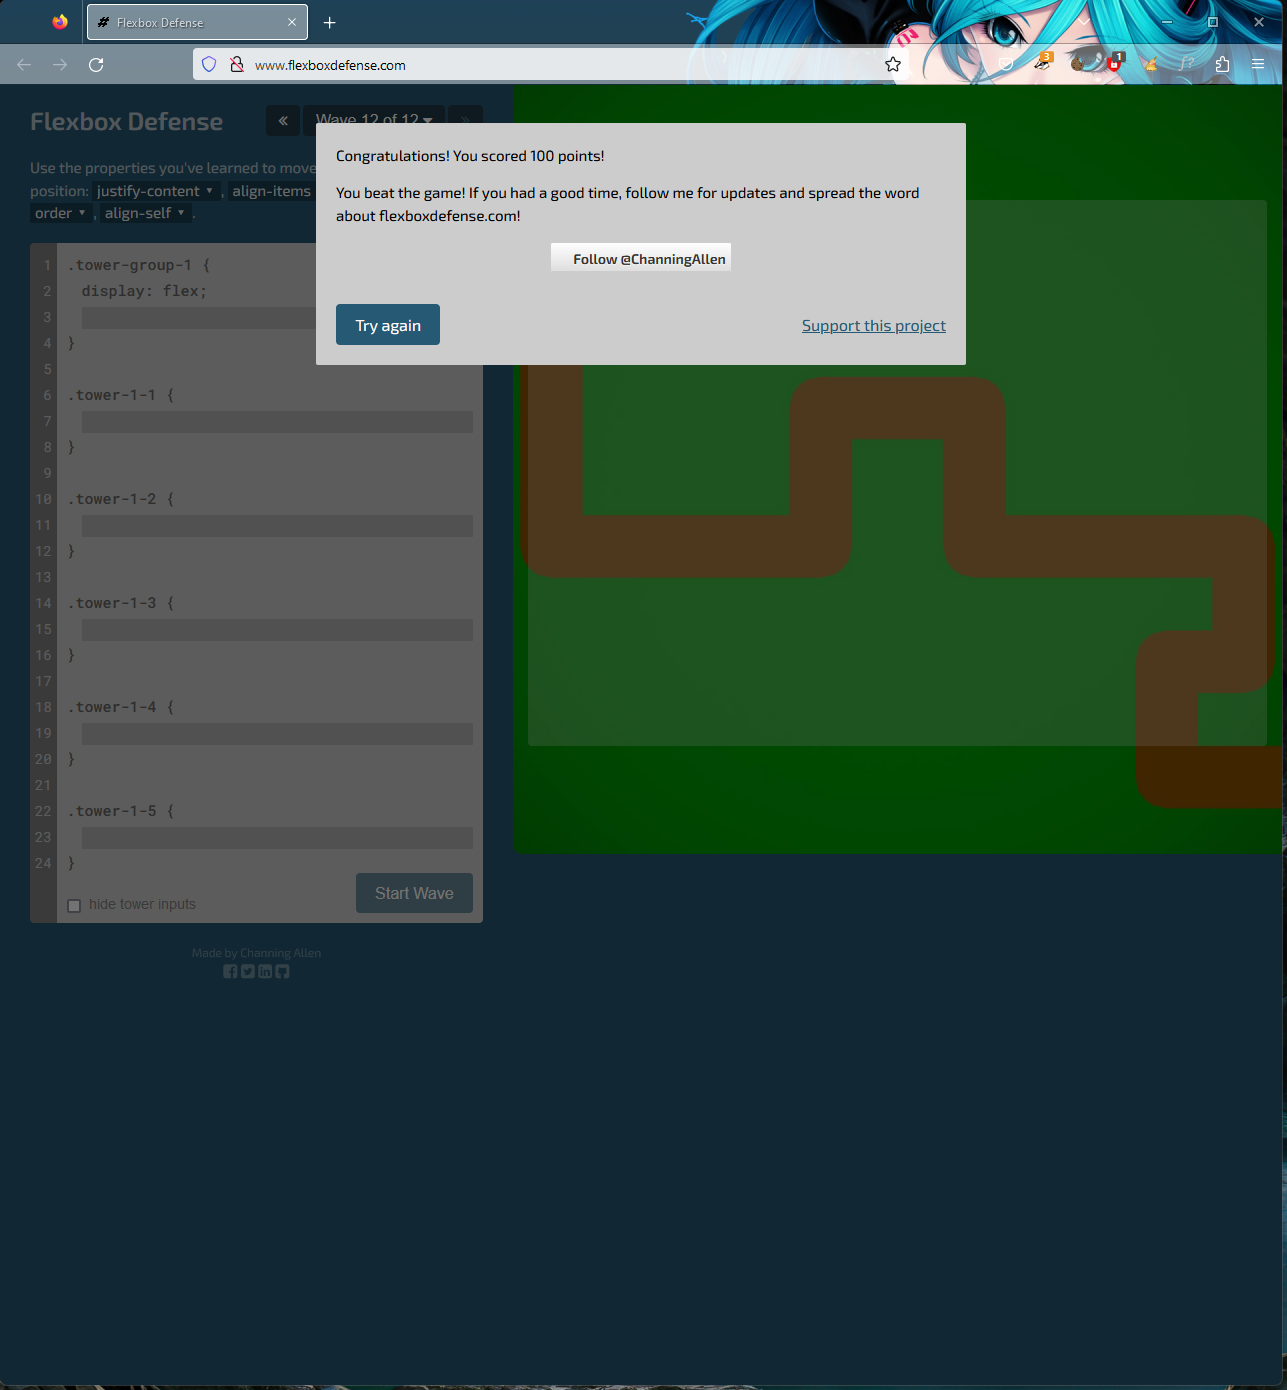 Flexbox Defense
www.flexboxdefense.com
3
1
f?
Flexbox Defense
« Wave 12 of 12 »
Use the properties you've learned to move
position: justify-content ▼, align-items
order ▼, align-self ▼.
Congratulations! You scored 100 points!
You beat the game! If you had a good time, follow me for updates and spread the word
about flexboxdefense.com!
Follow @ChanningAllen
Try again
Support this project
1 .tower-group-1 {
2 display: flex;
3
4 }
5
6 .tower-1-1 {
7
8 }
9
10 .tower-1-2 {
11
12 }
13
14 .tower-1-3 {
15
16 }
17
18 .tower-1-4 {
19
20 }
21
22 .tower-1-5 {
23
24 }
hide tower inputs
Start Wave
Made by Channing Allen